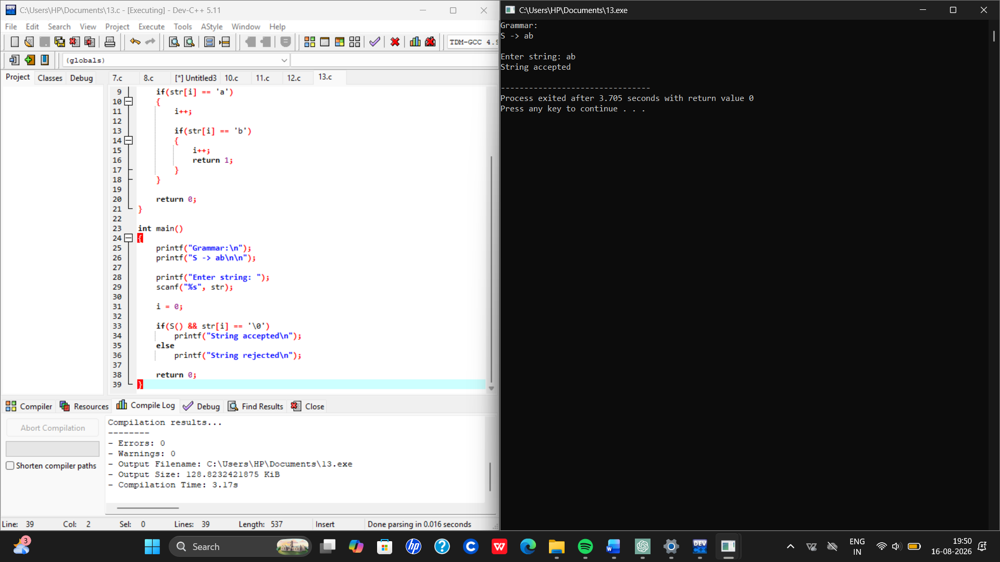 C:\Users\HP\Documents\13.c - [Executing] - Dev-C++ 5.11
File Edit Search View Project Execute Tools AStyle Window Help
TDM-GCC 4.9
(globals)
Project Classes Debug
7.c 8.c [*] Untitled3 10.c 11.c 12.c 13.c
9 if(str[i] == 'a')
10 {
11 i++;
12
13 if(str[i] == 'b')
14 {
15 i++;
16 return 1;
17 }
18 }
19
20 return 0;
21 }
22
23 int main()
24 {
25 printf("Grammar:\n");
26 printf("S -> ab\n\n");
27
28 printf("Enter string: ");
29 scanf("%s", str);
30
31 i = 0;
32
33 if(S() && str[i] == '\0')
34 printf("String accepted\n");
35 else
36 printf("String rejected\n");
37
38 return 0;
39 }
Compiler Resources Compile Log Debug Find Results Close
Abort Compilation
Shorten compiler paths
Compilation results...
--------
- Errors: 0
- Warnings: 0
- Output Filename: C:\Users\HP\Documents\13.exe
- Output Size: 128.8232421875 KiB
- Compilation Time: 3.17s
Line: 39 Col: 2 Sel: 0 Lines: 39 Length: 537 Insert Done parsing in 0.016 seconds
C:\Users\HP\Documents\13.exe
Grammar:
S -> ab
Enter string: ab
String accepted
--------------------------------
Process exited after 3.705 seconds with return value 0
Press any key to continue . . .
3
Search
hp
DEV
ENG
IN
19:50
16-08-2026